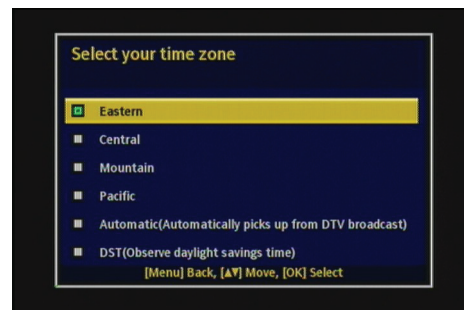 Select your time zone
Eastern
Central
Mountain
Pacific
Automatic(Automatically picks up from DTV broadcast)
DST(Observe daylight savings time)
[Menu] Back, [▲▼] Move, [OK] Select